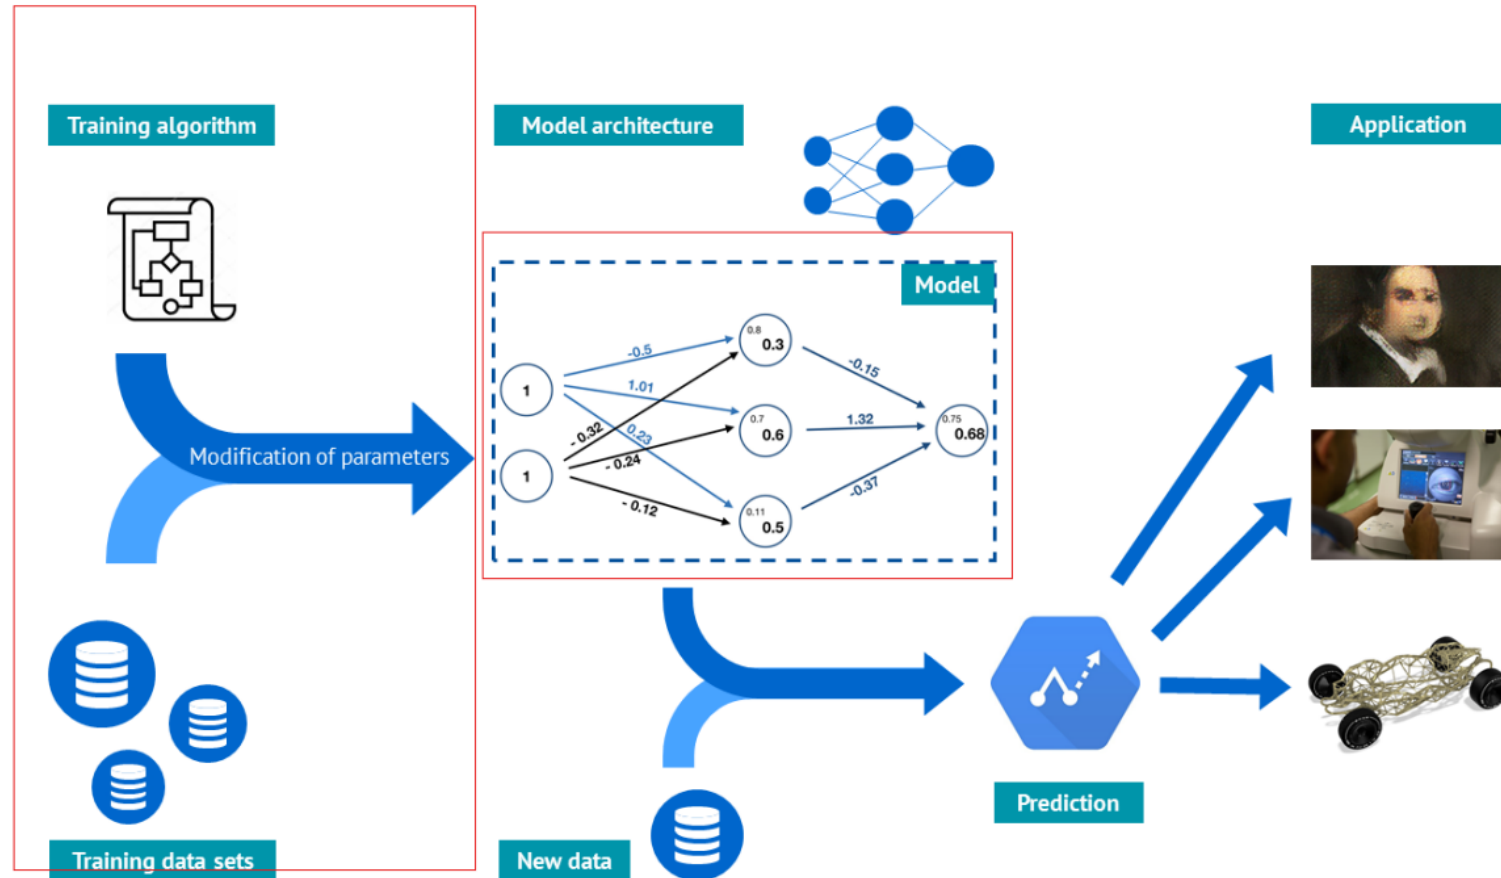 Training algorithm
Model architecture
Application
Model
0.8
0.3
-0.5
-0.15
1.01
1
0.7
0.6
1.32
0.75
0.68
- 0.32
0.23
- 0.24
Modification of parameters
1
-0.37
- 0.12
0.11
0.5
Prediction
Training data sets
New data